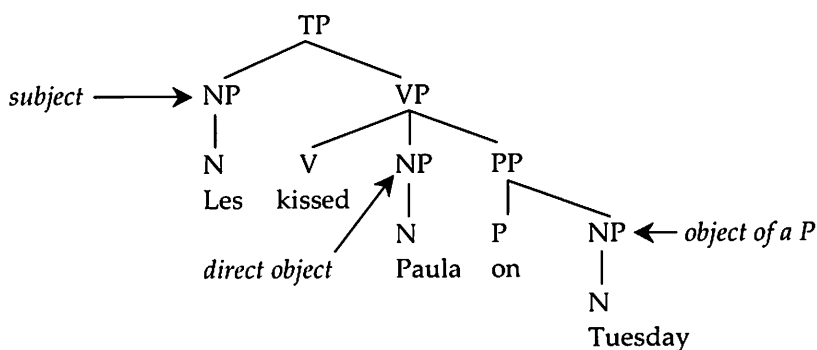 TP
subject NP VP
N V NP PP
Les kissed
N P NP object of a P
direct object Paula on
N
Tuesday